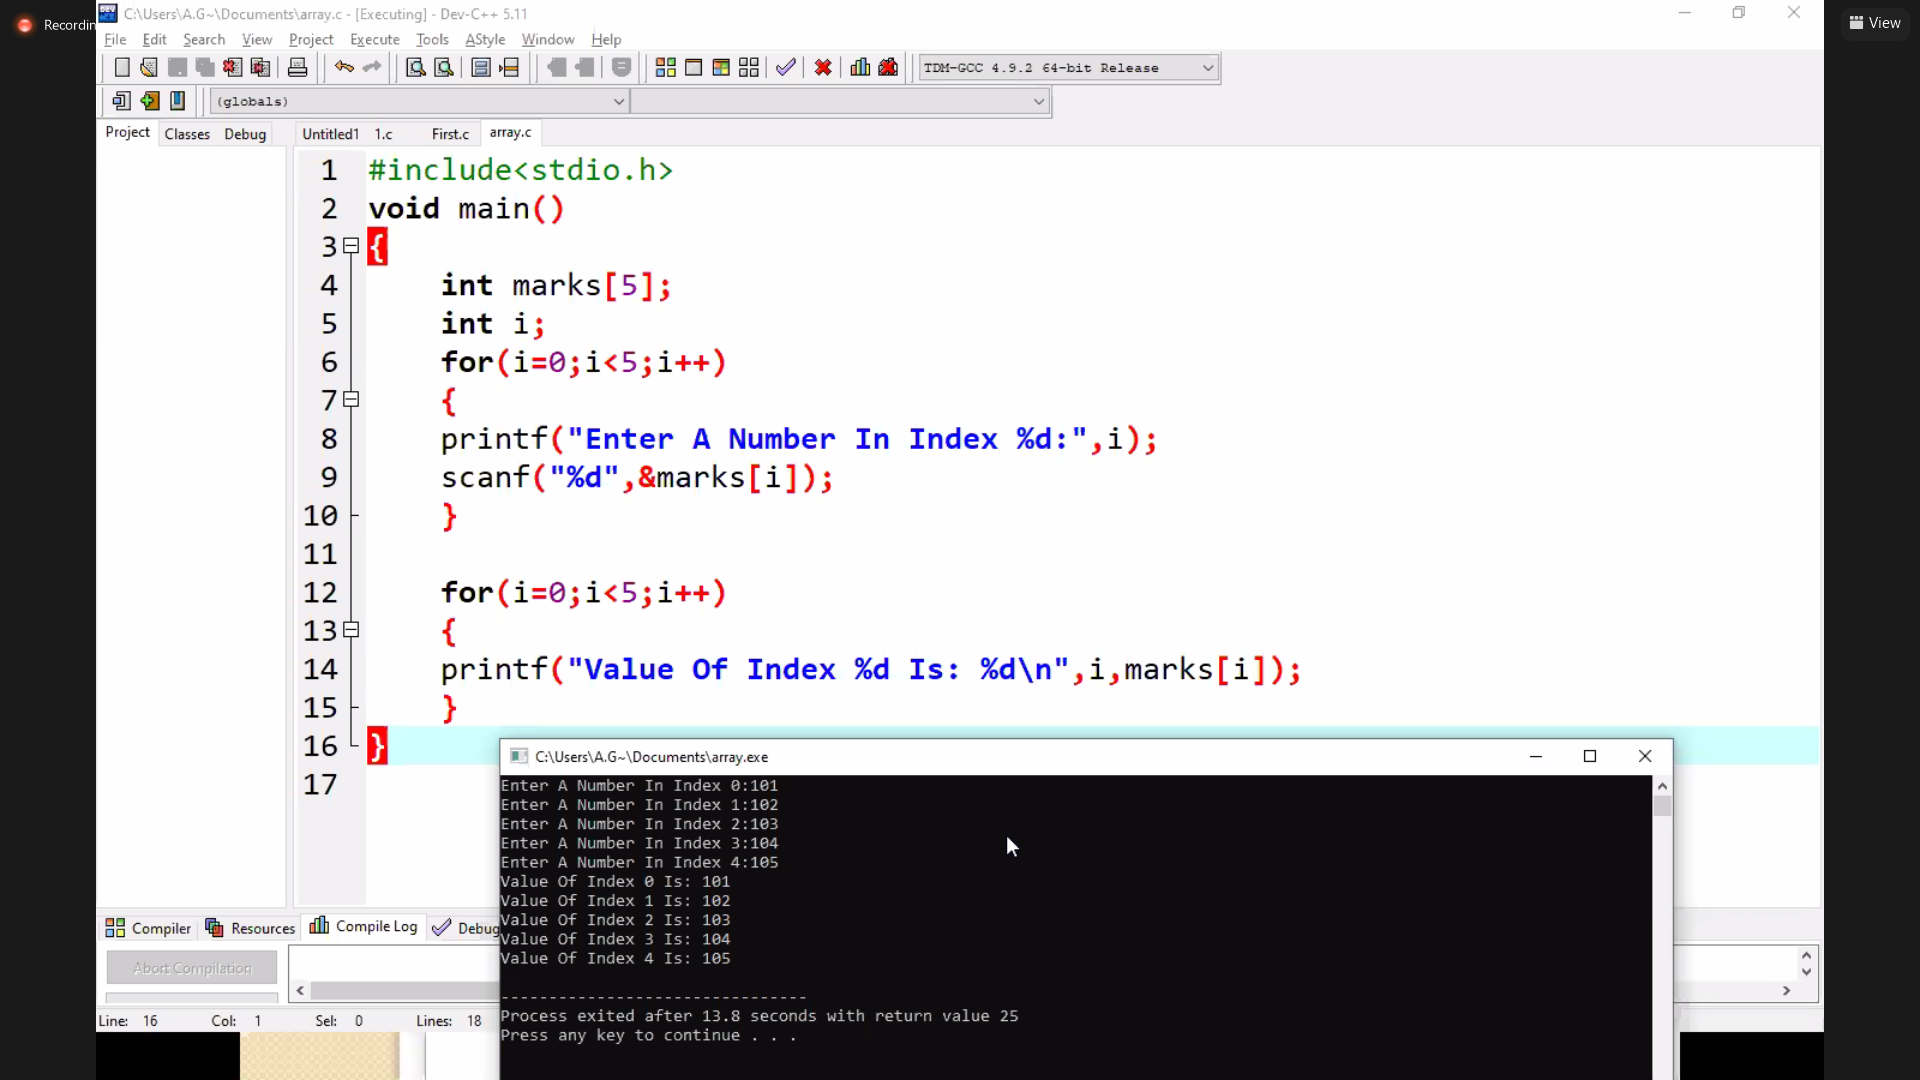 Recordin
C:\Users\A.G~\Documents\array.c - [Executing] - Dev-C++ 5.11
View
File Edit Search View Project Execute Tools AStyle Window Help
TDM-GCC 4.9.2 64-bit Release
(globals)
Project Classes Debug
Untitled1 1.c First.c array.c
1 #include<stdio.h>
2 void main()
3 {
4 int marks[5];
5 int i;
6 for(i=0;i<5;i++)
7 {
8 printf("Enter A Number In Index %d:",i);
9 scanf("%d",&marks[i]);
10 }
11
12 for(i=0;i<5;i++)
13 {
14 printf("Value Of Index %d Is: %d\n",i,marks[i]);
15 }
16 }
17
C:\Users\A.G~\Documents\array.exe
Enter A Number In Index 0:101
Enter A Number In Index 1:102
Enter A Number In Index 2:103
Enter A Number In Index 3:104
Enter A Number In Index 4:105
Value Of Index 0 Is: 101
Value Of Index 1 Is: 102
Value Of Index 2 Is: 103
Value Of Index 3 Is: 104
Value Of Index 4 Is: 105
--------------------------------
Process exited after 13.8 seconds with return value 25
Press any key to continue . . .
Compiler Resources Compile Log Debug
Abort Compilation
Line: 16 Col: 1 Sel: 0 Lines: 18